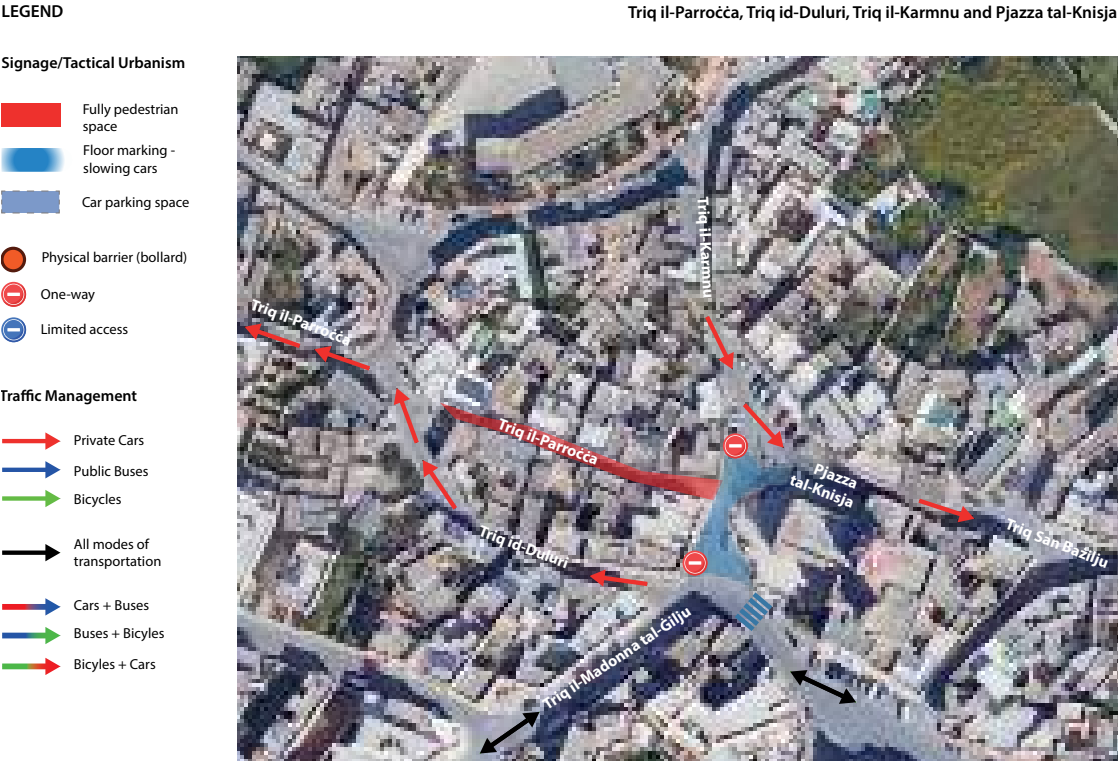 LEGEND
Triq il-Parroċċa, Triq id-Duluri, Triq il-Karmnu and Pjazza tal-Knisja
Signage/Tactical Urbanism
Fully pedestrian
space
Floor marking -
slowing cars
Car parking space
Physical barrier (bollard)
One-way
Limited access
Traffic Management
Private Cars
Public Buses
Bicycles
All modes of
transportation
Cars + Buses
Buses + Bicyles
Bicyles + Cars
Triq il-Karmnu
Triq il-Parroċċa
Triq il-Parroċċa
Pjazza
tal-Knisja
Triq San Bażilju
Triq id-Duluri
Triq il-Madonna tal-Ġilju